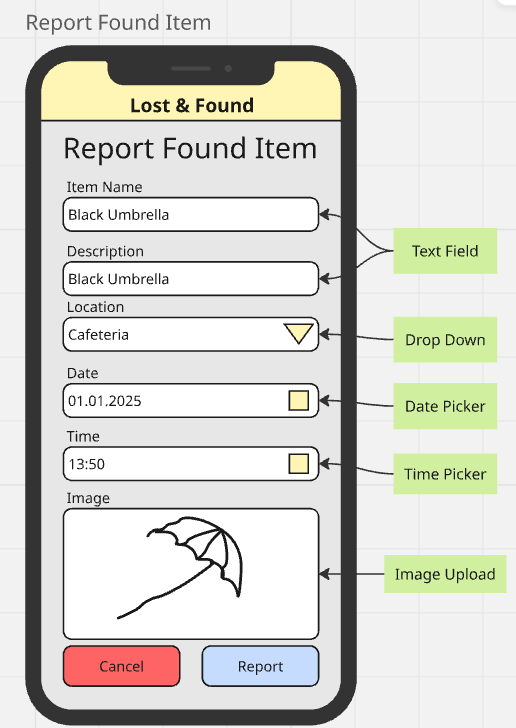 Report Found Item
Lost & Found
Report Found Item
Item Name
Black Umbrella
Description
Black Umbrella
Location
Cafeteria
Date
01.01.2025
Time
13:50
Image
Cancel
Report
Text Field
Drop Down
Date Picker
Time Picker
Image Upload